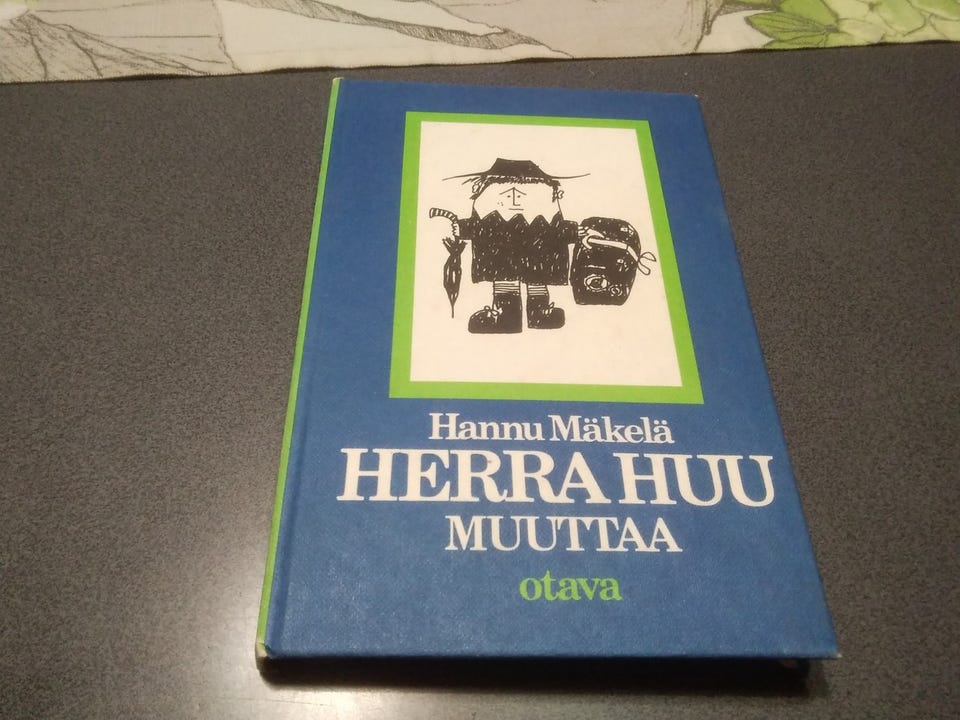 Hannu Mäkelä
HERRA HUU
MUUTTAA
otava